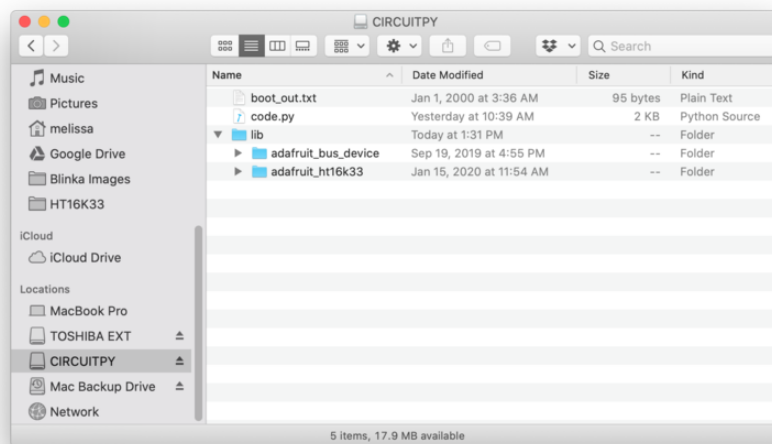 CIRCUITPY
Search
Music
Pictures
melissa
Google Drive
Blinka Images
HT16K33
iCloud
iCloud Drive
Locations
MacBook Pro
TOSHIBA EXT
CIRCUITPY
Mac Backup Drive
Network
Name Date Modified Size Kind
boot_out.txt Jan 1, 2000 at 3:36 AM 95 bytes Plain Text
code.py Yesterday at 10:39 AM 2 KB Python Source
lib Today at 1:31 PM -- Folder
adafruit_bus_device Sep 19, 2019 at 4:55 PM -- Folder
adafruit_ht16k33 Jan 15, 2020 at 11:54 AM -- Folder
5 items, 17.9 MB available